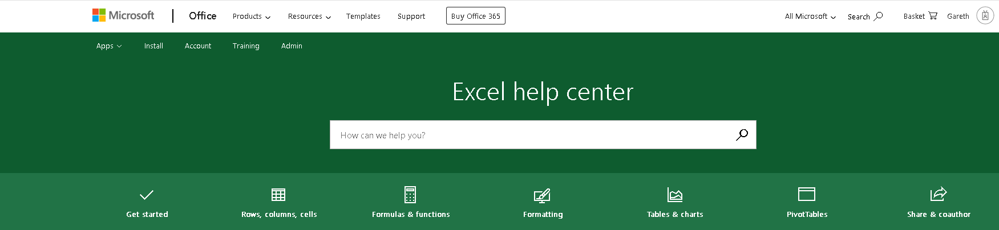 Microsoft Office Products Resources Templates Support Buy Office 365 All Microsoft Search Basket Gareth
Apps Install Account Training Admin
Excel help center
How can we help you?
Get started Rows, columns, cells Formulas & functions Formatting Tables & charts PivotTables Share & coauthor